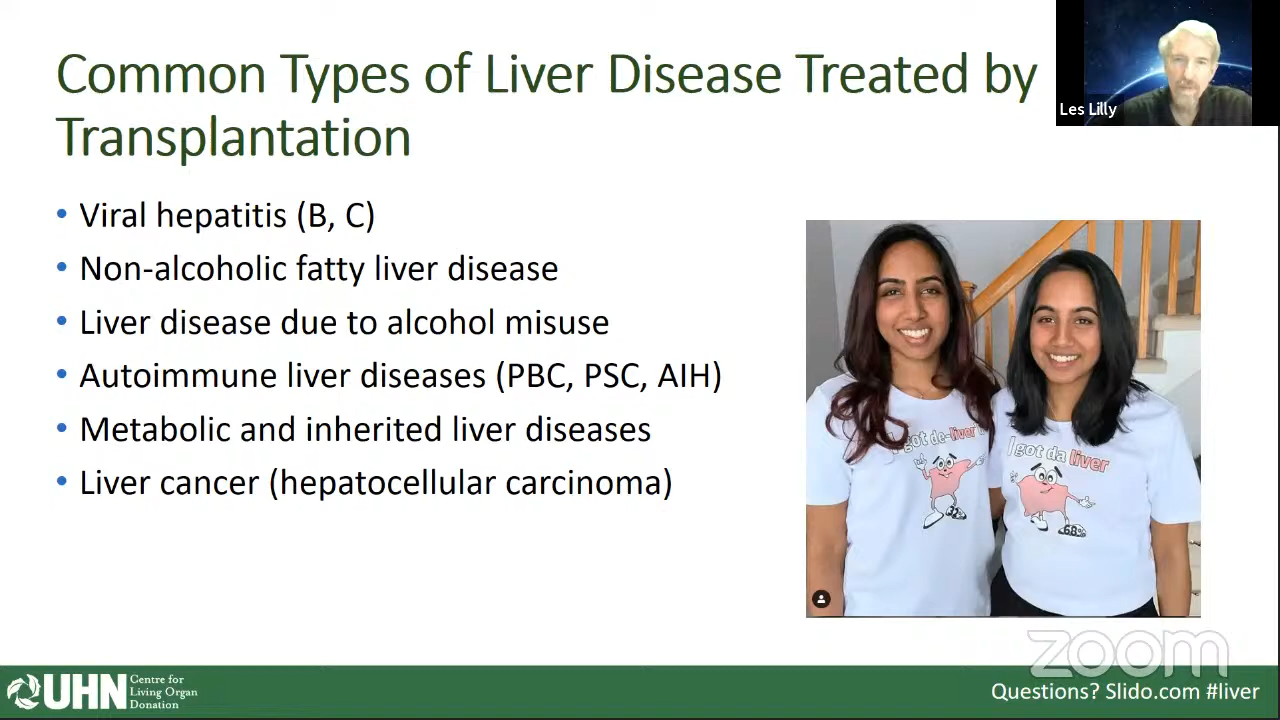 Common Types of Liver Disease Treated by
Transplantation
Les Lilly
• Viral hepatitis (B, C)
• Non-alcoholic fatty liver disease
• Liver disease due to alcohol misuse
• Autoimmune liver diseases (PBC, PSC, AIH)
• Metabolic and inherited liver diseases
• Liver cancer (hepatocellular carcinoma)
I got de-liver
32
I got da liver
68%
zoom
UHN
Centre for
Living Organ
Donation
Questions? Slido.com #liver